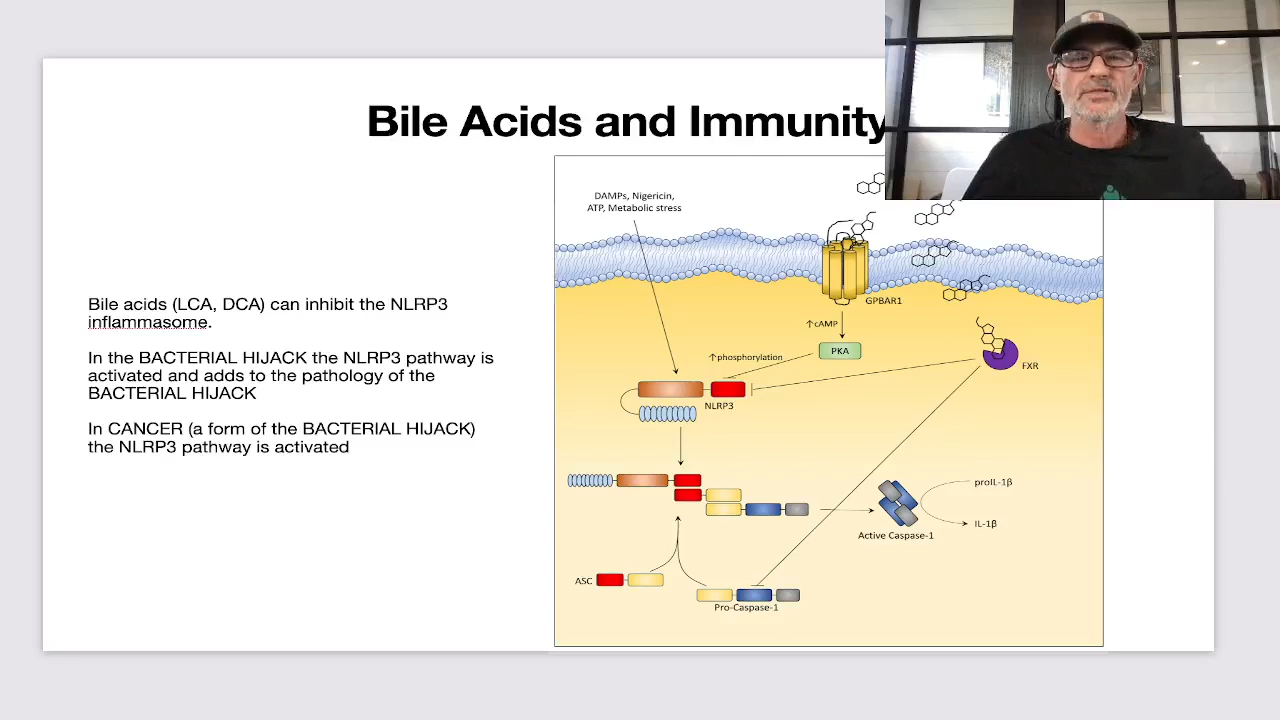 Bile Acids and Immunity
Bile acids (LCA, DCA) can inhibit the NLRP3
inflammasome.
In the BACTERIAL HIJACK the NLRP3 pathway is
activated and adds to the pathology of the
BACTERIAL HIJACK
In CANCER (a form of the BACTERIAL HIJACK)
the NLRP3 pathway is activated
DAMPs, Nigericin,
ATP, Metabolic stress
GPBAR1
↑cAMP
PKA
↑phosphorylation
FXR
NLRP3
proIL-1β
IL-1β
Active Caspase-1
ASC
Pro-Caspase-1